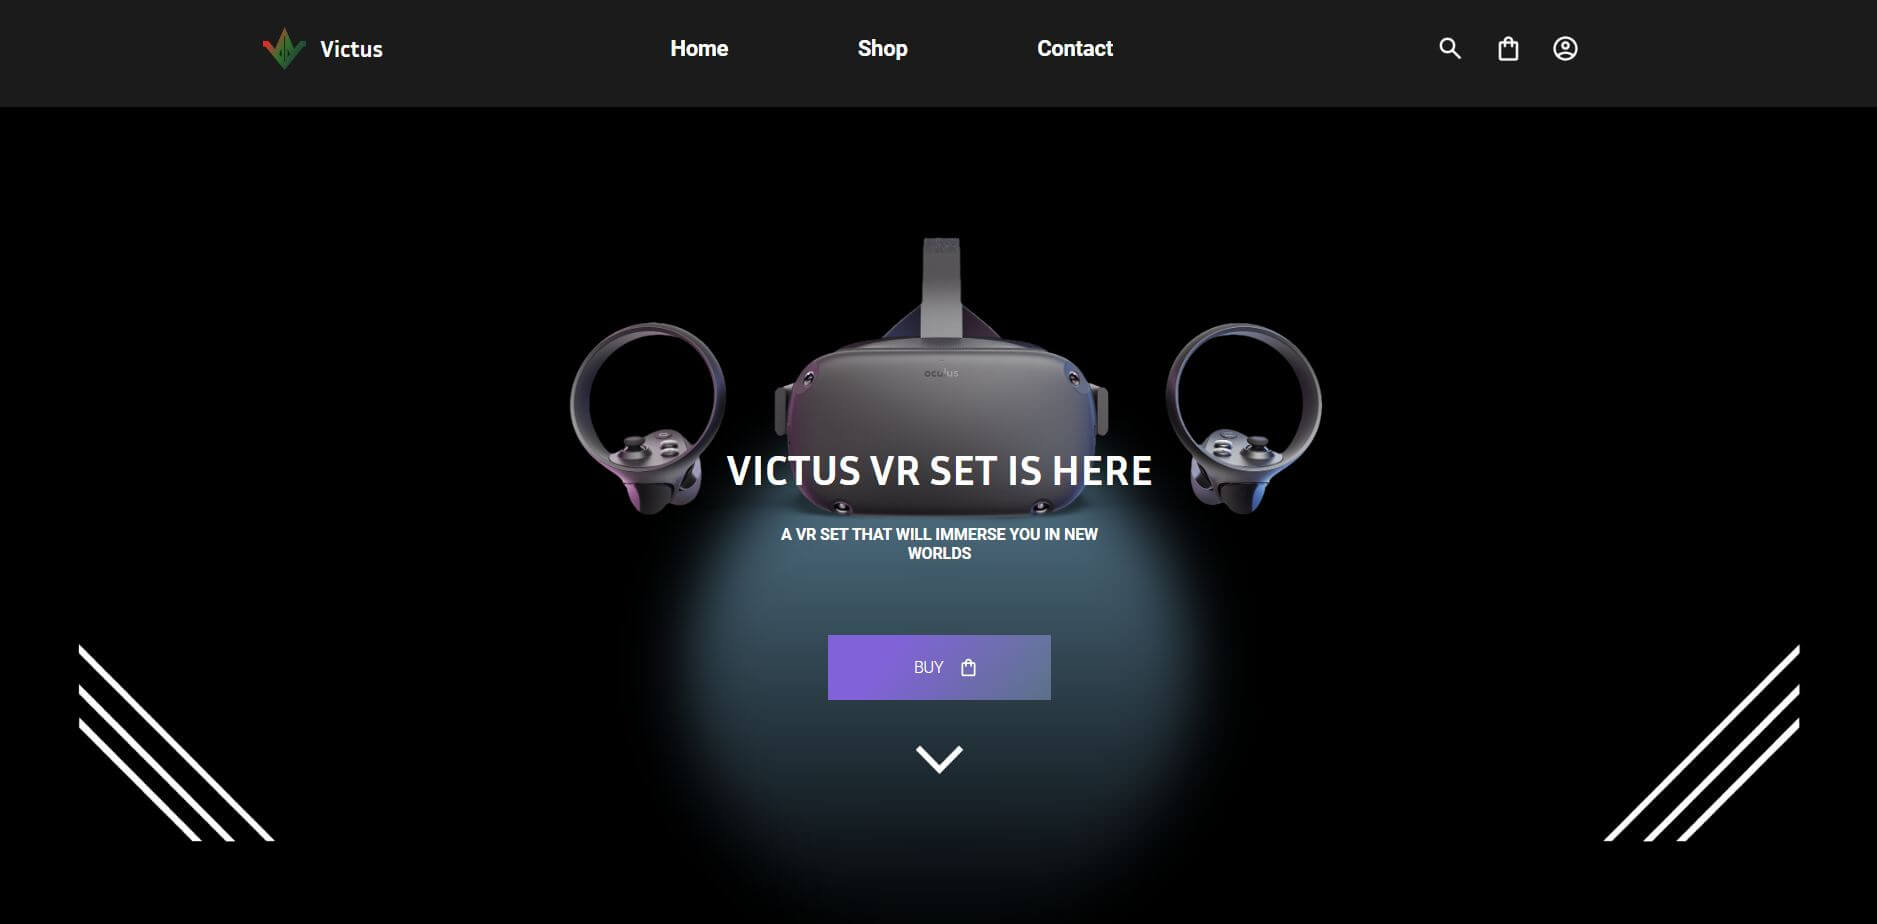 Victus
Home
Shop
Contact
oculus
VICTUS VR SET IS HERE
A VR SET THAT WILL IMMERSE YOU IN NEW
WORLDS
BUY